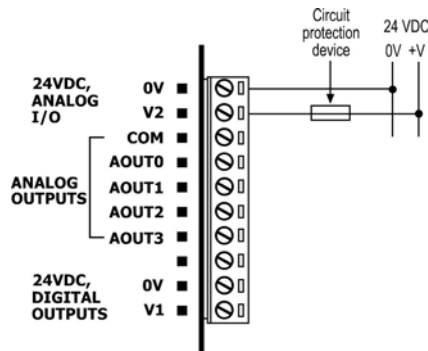 Circuit
protection
device
24 VDC
0V +V
24VDC,
ANALOG
I/O
0V
V2
COM
AOUT0
ANALOG
OUTPUTS
AOUT1
AOUT2
AOUT3
24VDC,
DIGITAL
OUTPUTS
0V
V1